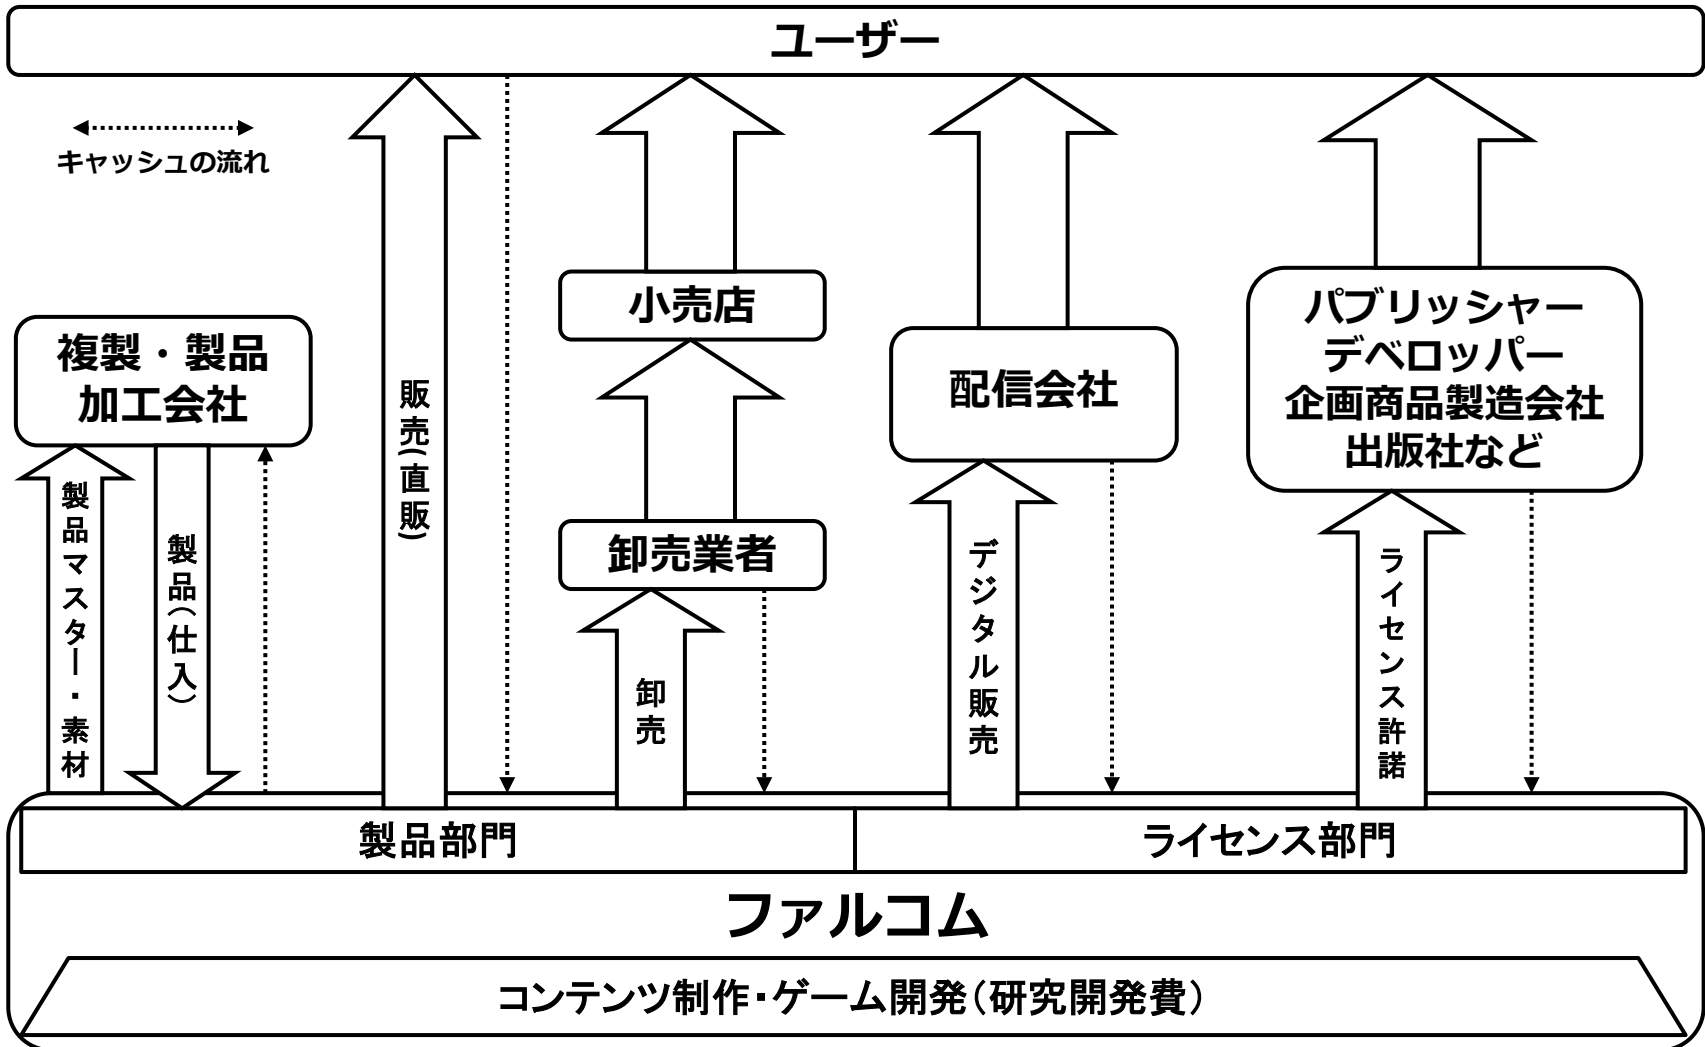 ユーザー
キャッシュの流れ
小売店
複製・製品
加工会社
配信会社
パブリッシャー
デベロッパー
企画商品製造会社
出版社など
卸売業者
製品マスター・素材
製品(仕入)
販売(直販)
卸売
デジタル販売
ライセンス許諾
製品部門
ライセンス部門
ファルコム
コンテンツ制作・ゲーム開発(研究開発費)